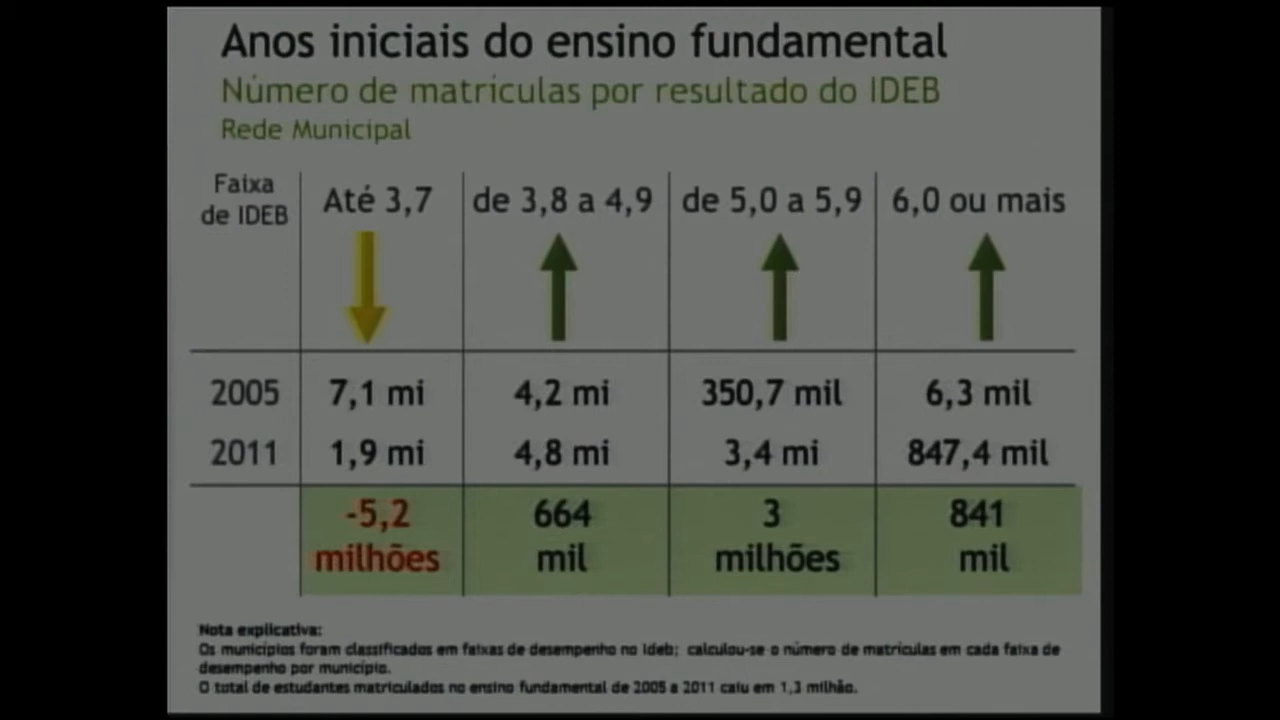 Anos iniciais do ensino fundamental
Número de matrículas por resultado do IDEB
Rede Municipal
Faixa de IDEB
Até 3,7
de 3,8 a 4,9
de 5,0 a 5,9
6,0 ou mais
2005 7,1 mi 4,2 mi 350,7 mil 6,3 mil
2011 1,9 mi 4,8 mi 3,4 mi 847,4 mil
-5,2 milhões
664 mil
3 milhões
841 mil
Nota explicativa:
Os municípios foram classificados em faixas de desempenho no Ideb; calculou-se o número de matrículas em cada faixa de
desempenho por município.
O total de estudantes matriculados no ensino fundamental de 2005 a 2011 caiu em 1,3 milhão.